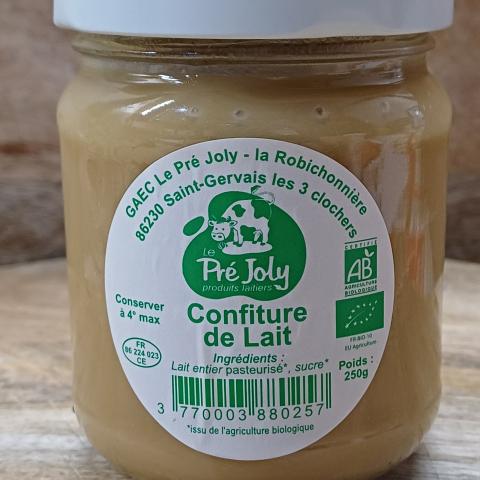 GAEC Le Pré Joly - la Robichonnière
86230 Saint-Gervais les 3 clochers
Le
Pré Joly
produits laitiers
CERTIFIÉ
AB
AGRICULTURE
BIOLOGIQUE
Conserver
à 4° max
Confiture
de Lait
FR-BIO-10
EU Agriculture
FR
86 224 023
CE
Ingrédients :
Lait entier pasteurisé*, sucre*
Poids :
250g
3 770003 880257
*issu de l'agriculture biologique